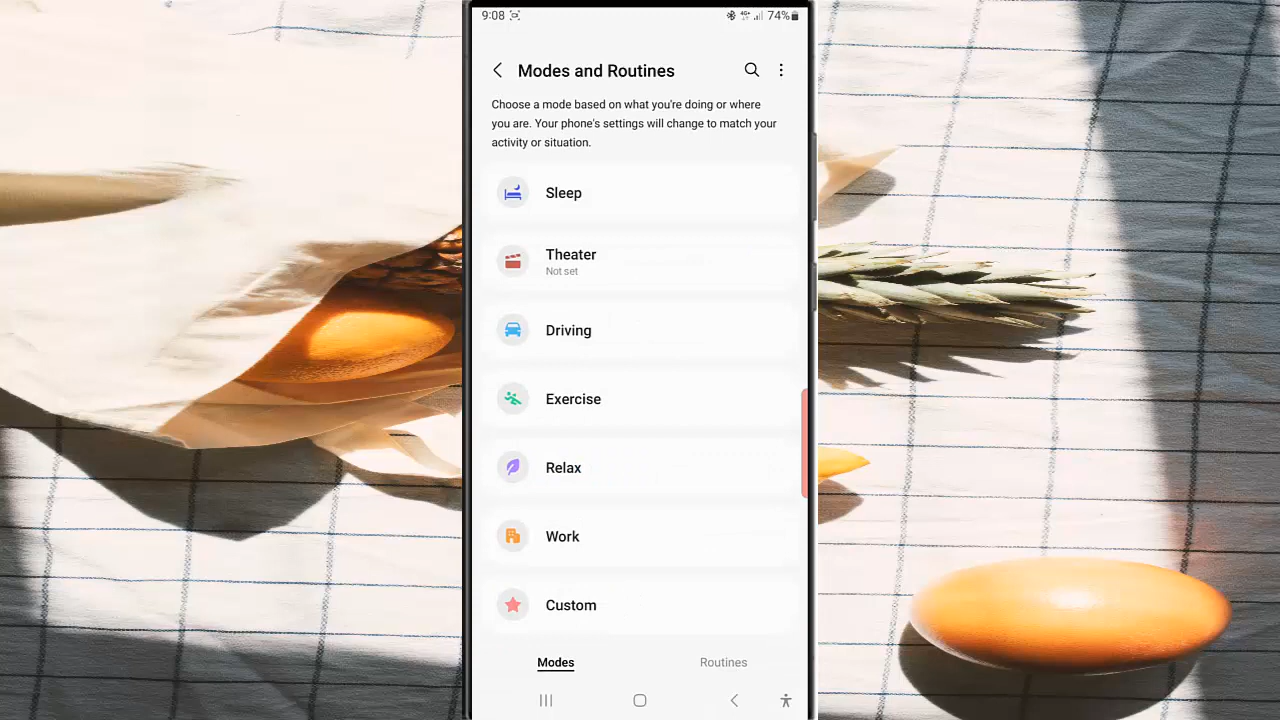 9:08
4G+ 74%
Modes and Routines
Choose a mode based on what you're doing or where
you are. Your phone's settings will change to match your
activity or situation.
Sleep
Theater
Not set
Driving
Exercise
Relax
Work
Custom
Modes Routines